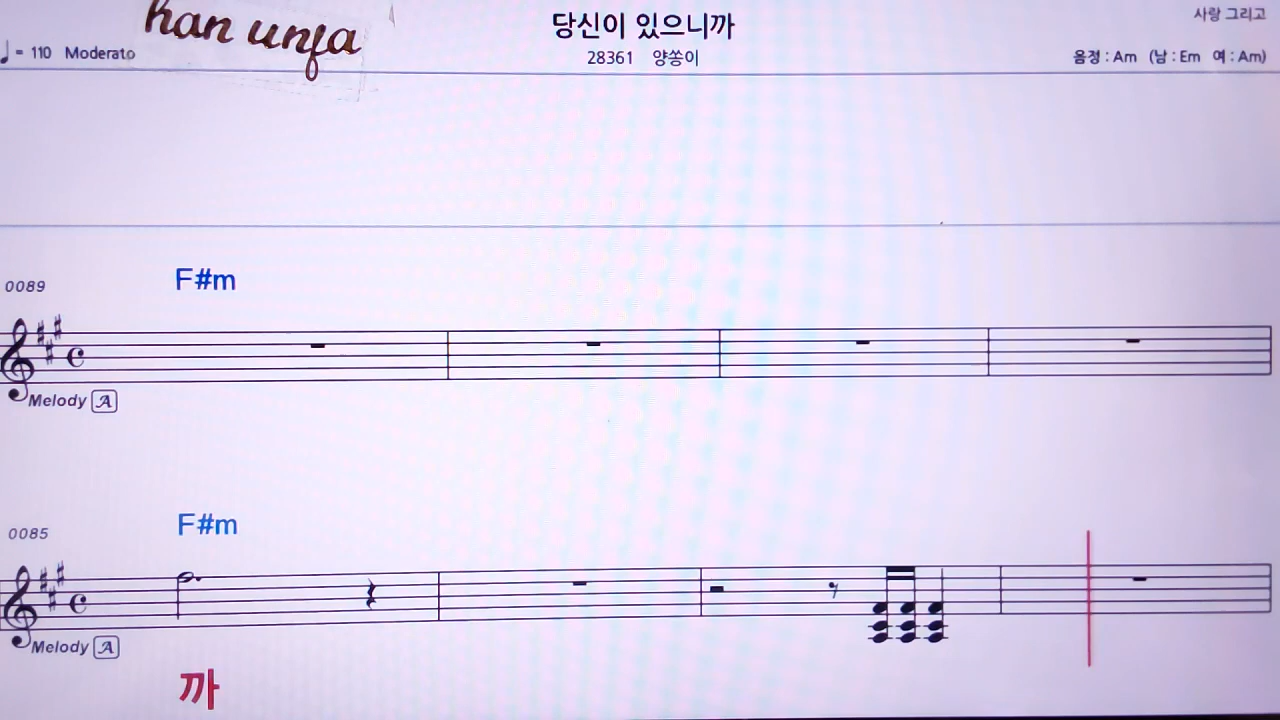 han unja
당신이 있으니까
사랑 그리고
♩= 110 Moderato
28361 양쏭이
음정 : Am (남 : Em 여 : Am)
0089
F#m
Melody A
0085
F#m
Melody A
까